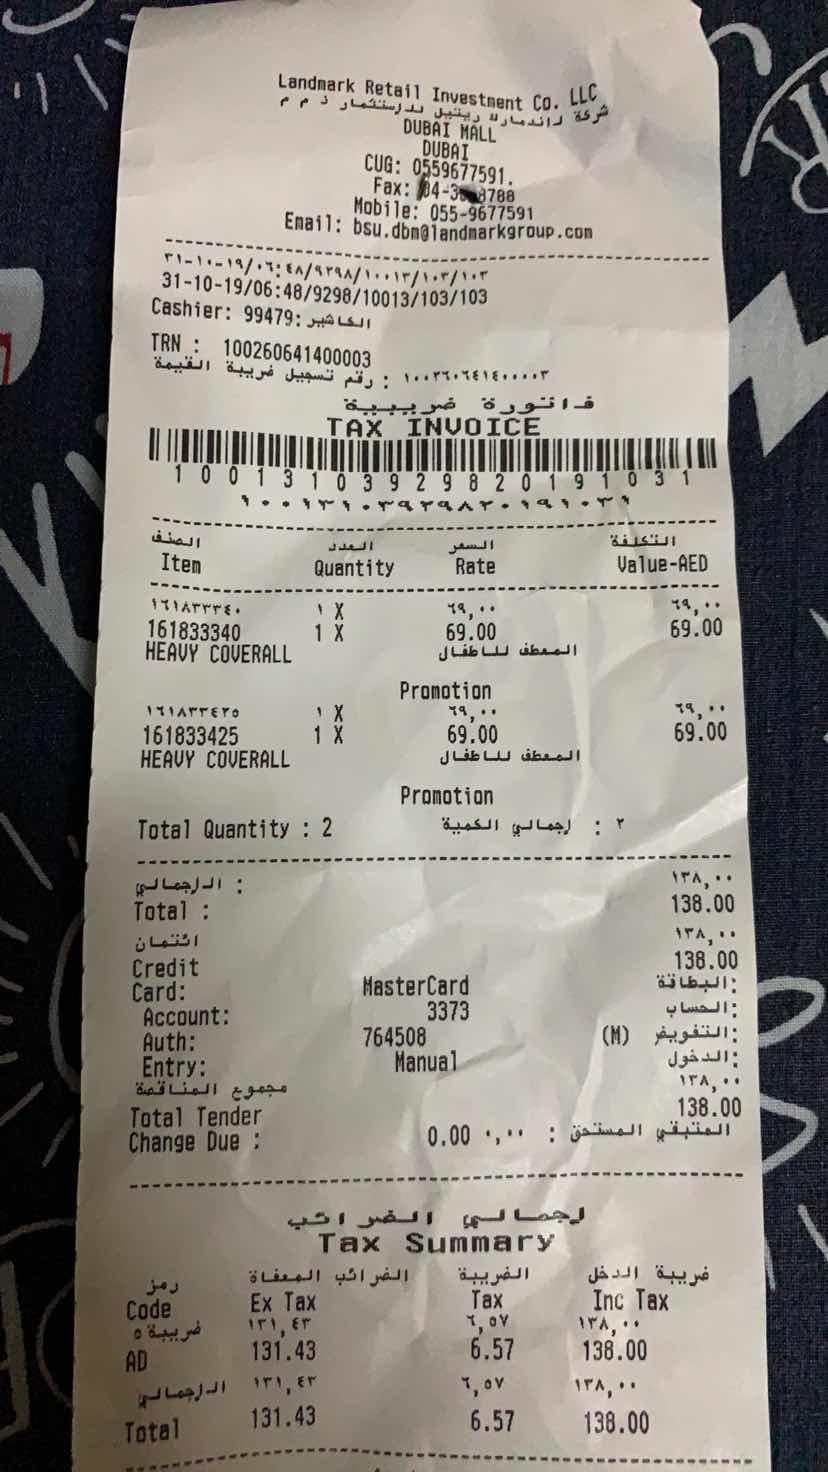 Landmark Retail Investment Co. LLC
شركة لاندمارك ريتيل للاستثمار ذ م م
DUBAI MALL
DUBAI
CUG: 0559677591.
Fax: 788
Mobile: 055-9677591
Email: bsu.dbm@landmarkgroup.com
٣١-١٠-١٩/٠٦:٤٨/٩٢٩٨/١٠٠١٣/١٠٣/١٠٣
31-10-19/06:48/9298/10013/103/103
Cashier: 99479: الكاشير
TRN : 100260641400003
رقم تسجيل ضريبة القيمة : ١٠٠٢٦٠٦٤١٤٠٠٠٠٣
فاتورة ضريبية
TAX INVOICE
1001310392982019 1031
١٠٠١٣١٠٣٩٢٩٨٢٠١٩١٠٣١
الصنف العدد السعر التكلفة
Item Quantity Rate Value-AED
١٦١٨٣٣٣٤٠ ١ X ٦٩,٠٠ ٦٩,٠٠
161833340 1 X 69.00 69.00
HEAVY COVERALL المعطف للاطفال
Promotion
١٦١٨٣٣٤٢٥ ١ X ٦٩,٠٠ ٦٩,٠٠
161833425 1 X 69.00 69.00
HEAVY COVERALL المعطف للاطفال
Promotion
Total Quantity : 2 إجمالي الكمية : ٢
الإجمالي : ١٣٨,٠٠
Total : 138.00
ائتمان ١٣٨,٠٠
Credit 138.00
Card: MasterCard البطاقة:
Account: 3373 الحساب:
Auth: 764508 (M) التفويض:
Entry: Manual الدخول:
مجموع المناقصة ١٣٨,٠٠
Total Tender 138.00
Change Due : 0.00 ٠,٠٠ : المتبقي المستحق
إجمالي الضرائب
Tax Summary
رمز الضرائب المعفاة الضريبة ضريبة الدخل
Code Ex Tax Tax Inc Tax
ضريبة ٥ ١٣١,٤٣ ٦,٥٧ ١٣٨,٠٠
AD 131.43 6.57 138.00
الإجمالي ١٣١,٤٣ ٦,٥٧ ١٣٨,٠٠
Total 131.43 6.57 138.00